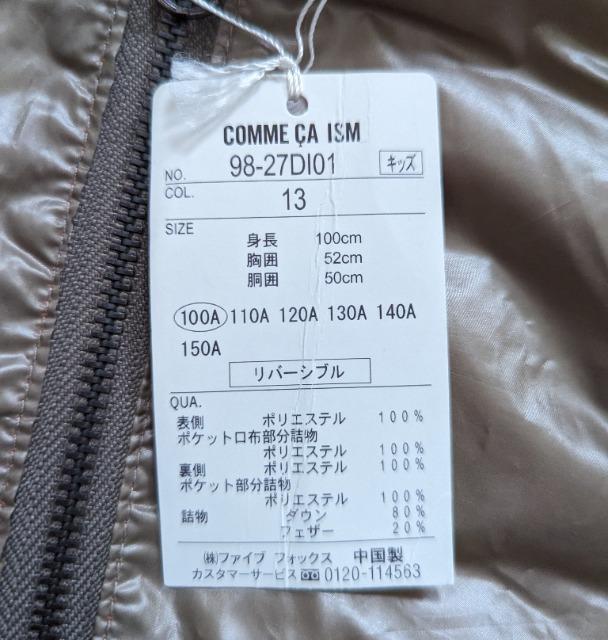 COMME ÇA ISM
NO. 98-27DI01 キッズ
COL. 13
SIZE
身長 100cm
胸囲 52cm
胴囲 50cm
100A 110A 120A 130A 140A
150A
リバーシブル
QUA.
表側 ポリエステル 100%
ポケット口布部分詰物
ポリエステル 100%
裏側 ポリエステル 100%
ポケット部分詰物
ポリエステル 100%
詰物 ダウン 80%
フェザー 20%
㈱ファイブ フォックス 中国製
カスタマーサービス 0120-114563